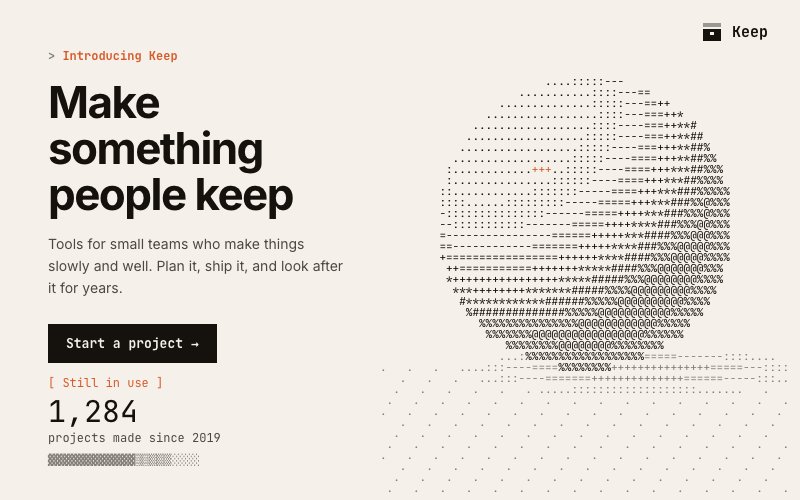 Keep
> Introducing Keep
Make
something
people keep
Tools for small teams who make things
slowly and well. Plan it, ship it, and look after
it for years.
Start a project →
[ Still in use ]
1,284
projects made since 2019